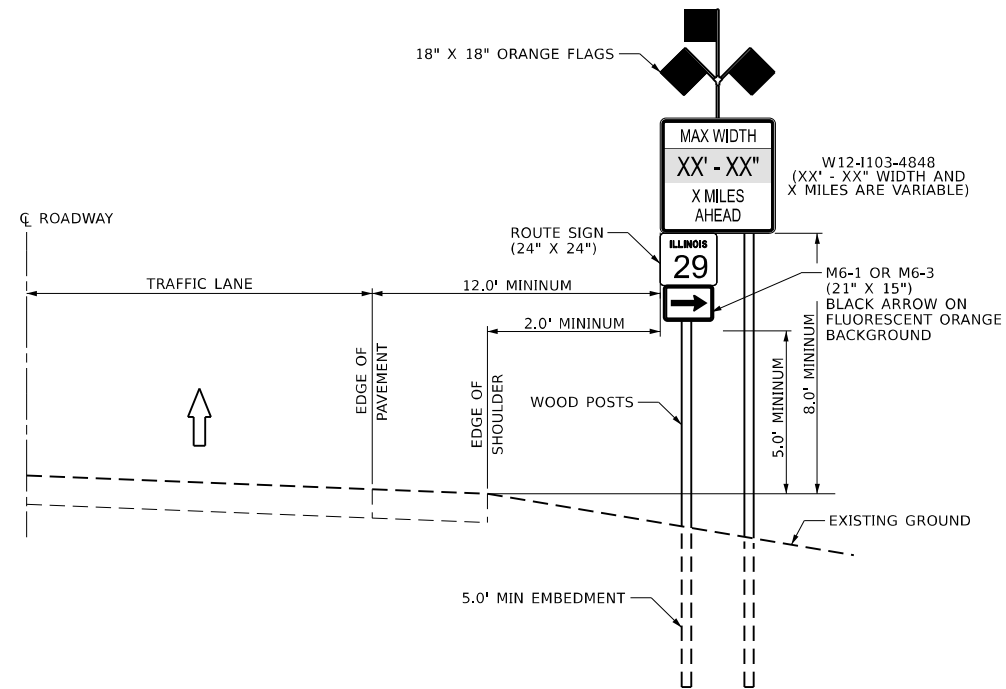 18" X 18" ORANGE FLAGS
MAX WIDTH
XX' - XX"
X MILES
AHEAD
W12-I103-4848
(XX' - XX" WIDTH AND
X MILES ARE VARIABLE)
℄ ROADWAY
ROUTE SIGN
(24" X 24")
ILLINOIS
29
M6-1 OR M6-3
(21" X 15")
BLACK ARROW ON
FLUORESCENT ORANGE
BACKGROUND
TRAFFIC LANE
12.0' MININUM
2.0' MININUM
EDGE OF
PAVEMENT
EDGE OF
SHOULDER
WOOD POSTS
5.0' MININUM
8.0' MININUM
EXISTING GROUND
5.0' MIN EMBEDMENT